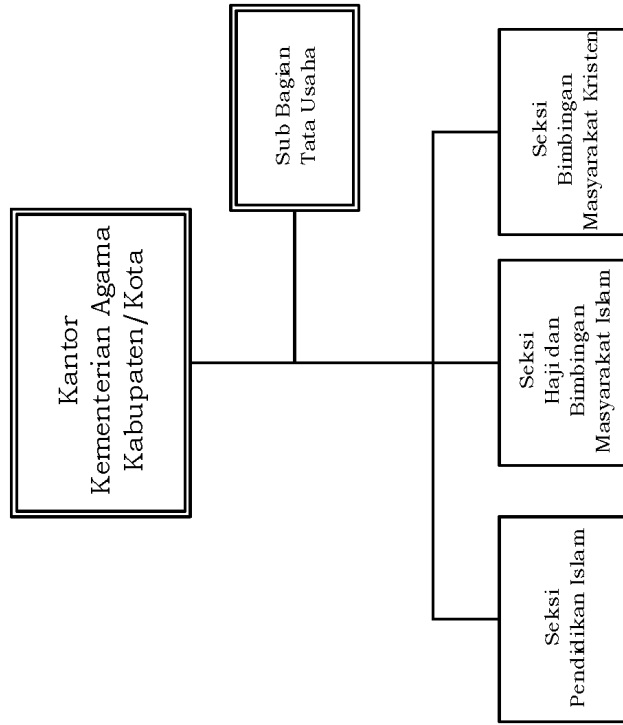 Kantor
Kementerian Agama
Kabupaten/Kota
Sub Bagian
Tata Usaha
Seksi
Pendidikan Islam
Seksi
Haji dan
Bimbingan
Masyarakat Islam
Seksi
Bimbingan
Masyarakat Kristen